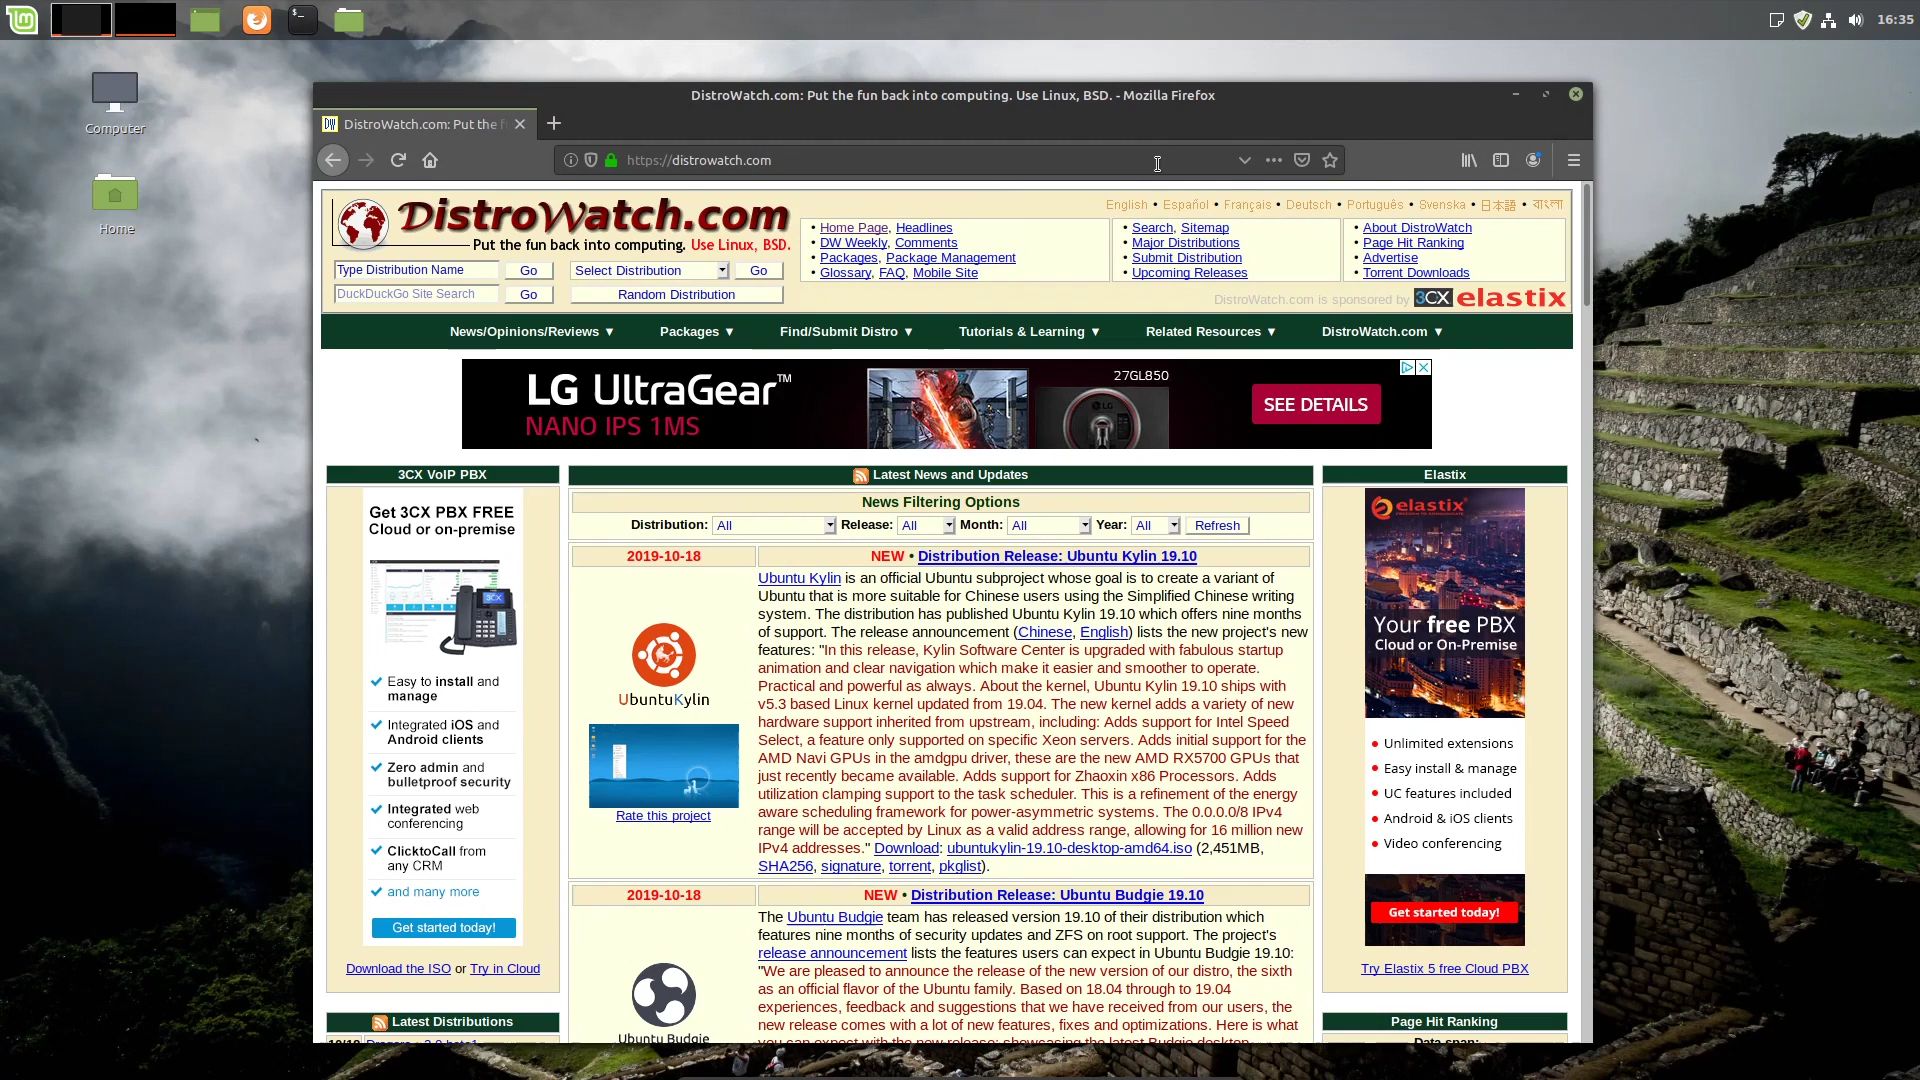 16:35
Computer
Home
DistroWatch.com: Put the fun back into computing. Use Linux, BSD. - Mozilla Firefox
DistroWatch.com: Put the f
https://distrowatch.com
DistroWatch.com
Put the fun back into computing. Use Linux, BSD.
English • Español • Français • Deutsch • Português • Svenska • 日本語 • বাংলা
• Home Page, Headlines
• DW Weekly, Comments
• Packages, Package Management
• Glossary, FAQ, Mobile Site
• Search, Sitemap
• Major Distributions
• Submit Distribution
• Upcoming Releases
• About DistroWatch
• Page Hit Ranking
• Advertise
• Torrent Downloads
Type Distribution Name Go Select Distribution Go
DuckDuckGo Site Search Go Random Distribution
DistroWatch.com is sponsored by 3CX elastix
News/Opinions/Reviews ▼ Packages ▼ Find/Submit Distro ▼ Tutorials & Learning ▼ Related Resources ▼ DistroWatch.com ▼
LG UltraGear™
NANO IPS 1MS
27GL850
LG
SEE DETAILS
3CX VoIP PBX
Get 3CX PBX FREE
Cloud or on-premise
3CX
Easy to install and
manage
Integrated iOS and
Android clients
Zero admin and
bulletproof security
Integrated web
conferencing
ClicktoCall from
any CRM
and many more
Get started today!
Download the ISO or Try in Cloud
Latest Distributions
Latest News and Updates
News Filtering Options
Distribution: All Release: All Month: All Year: All Refresh
2019-10-18
NEW • Distribution Release: Ubuntu Kylin 19.10
UbuntuKylin
Rate this project
Ubuntu Kylin is an official Ubuntu subproject whose goal is to create a variant of
Ubuntu that is more suitable for Chinese users using the Simplified Chinese writing
system. The distribution has published Ubuntu Kylin 19.10 which offers nine months
of support. The release announcement (Chinese, English) lists the new project's new
features: "In this release, Kylin Software Center is upgraded with fabulous startup
animation and clear navigation which make it easier and smoother to operate.
Practical and powerful as always. About the kernel, Ubuntu Kylin 19.10 ships with
v5.3 based Linux kernel updated from 19.04. The new kernel adds a variety of new
hardware support inherited from upstream, including: Adds support for Intel Speed
Select, a feature only supported on specific Xeon servers. Adds initial support for the
AMD Navi GPUs in the amdgpu driver, these are the new AMD RX5700 GPUs that
just recently became available. Adds support for Zhaoxin x86 Processors. Adds
utilization clamping support to the task scheduler. This is a refinement of the energy
aware scheduling framework for power-asymmetric systems. The 0.0.0.0/8 IPv4
range will be accepted by Linux as a valid address range, allowing for 16 million new
IPv4 addresses." Download: ubuntukylin-19.10-desktop-amd64.iso (2,451MB,
SHA256, signature, torrent, pkglist).
2019-10-18
NEW • Distribution Release: Ubuntu Budgie 19.10
Ubuntu Budgie
The Ubuntu Budgie team has released version 19.10 of their distribution which
features nine months of security updates and ZFS on root support. The project's
release announcement lists the features users can expect in Ubuntu Budgie 19.10:
"We are pleased to announce the release of the new version of our distro, the sixth
as an official flavor of the Ubuntu family. Based on 18.04 through to 19.04
experiences, feedback and suggestions that we have received from our users, the
new release comes with a lot of new features, fixes and optimizations. Here is what
you can expect with the new release: showcasing the latest Budgie desktop
Elastix
elastix
Your free PBX
Cloud or On-Premise
• Unlimited extensions
• Easy install & manage
• UC features included
• Android & iOS clients
• Video conferencing
Get started today!
Try Elastix 5 free Cloud PBX
Page Hit Ranking
Data span: